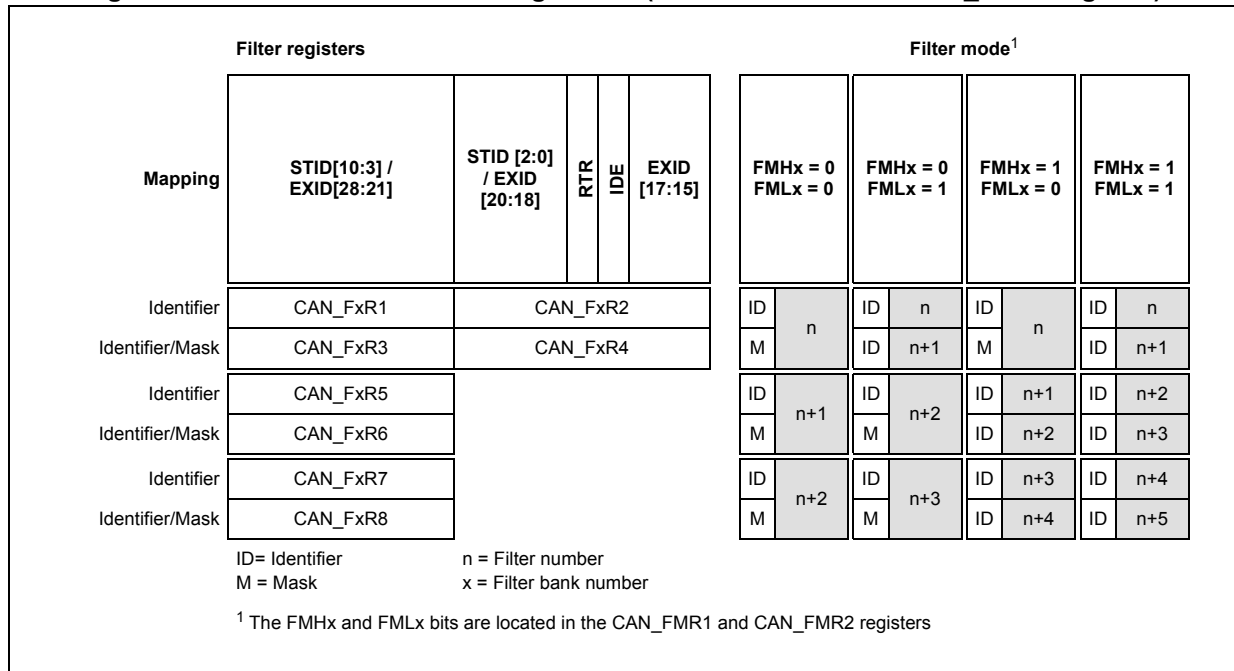 Filter registers
Filter mode1
Mapping
STID[10:3] /
EXID[28:21]
STID [2:0]
/ EXID
[20:18]
RTR
IDE
EXID
[17:15]
FMHx = 0
FMLx = 0
FMHx = 0
FMLx = 1
FMHx = 1
FMLx = 0
FMHx = 1
FMLx = 1
Identifier CAN_FxR1 CAN_FxR2 ID n ID n ID n ID n
Identifier/Mask CAN_FxR3 CAN_FxR4 M ID n+1 M ID n+1
Identifier CAN_FxR5 ID n+1 ID n+2 ID n+1 ID n+2
Identifier/Mask CAN_FxR6 M M ID n+2 ID n+3
Identifier CAN_FxR7 ID n+2 ID n+3 ID n+3 ID n+4
Identifier/Mask CAN_FxR8 M M ID n+4 ID n+5
ID= Identifier n = Filter number
M = Mask x = Filter bank number
1 The FMHx and FMLx bits are located in the CAN_FMR1 and CAN_FMR2 registers